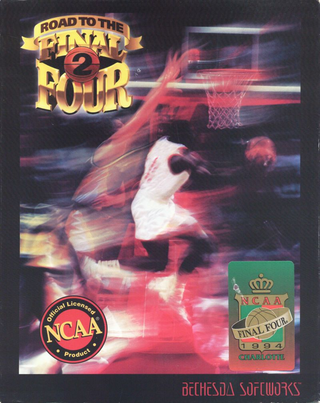 ROAD TO THE
FINAL
2
FOUR
Official Licensed
NCAA
Product
NCAA
FINAL FOUR
1994
CHARLOTTE
BETHESDA SOFTWORKS